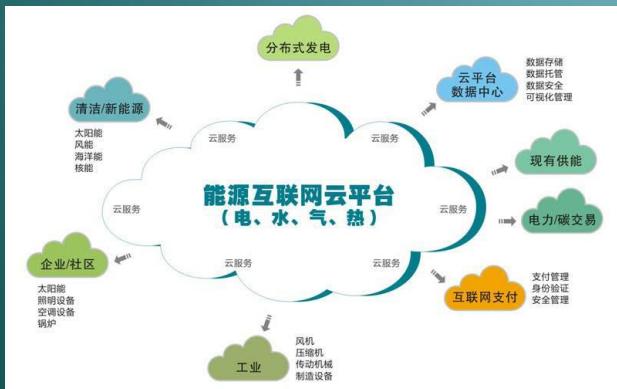 分布式发电
云平台
数据中心
数据存储
数据托管
数据安全
可视化管理
清洁/新能源
太阳能
风能
海洋能
核能
云服务
云服务
现有供能
能源互联网云平台
(电、水、气、热)
云服务
云服务
电力/碳交易
企业/社区
太阳能
照明设备
空调设备
锅炉
云服务
云服务
互联网支付
支付管理
身份验证
安全管理
工业
风机
压缩机
传动机械
制造设备